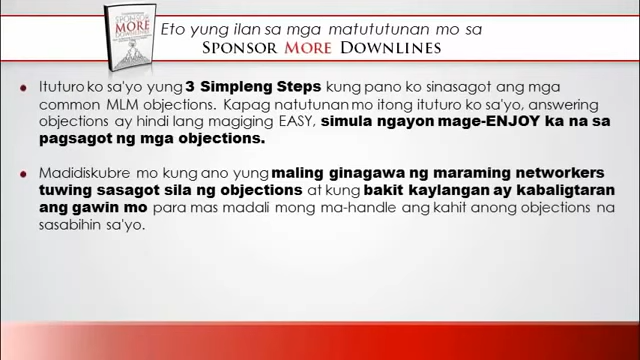 SPONSOR
MORE
Eto yung ilan sa mga matututunan mo sa
SPONSOR MORE DOWNLINES
Ituturo ko sa'yo yung 3 Simpleng Steps kung pano ko sinasagot ang mga
common MLM objections. Kapag natutunan mo itong ituturo ko sa'yo, answering
objections ay hindi lang magiging EASY, simula ngayon mage-ENJOY ka na sa
pagsagot ng mga objections.
Madidiskubre mo kung ano yung maling ginagawa ng maraming networkers
tuwing sasagot sila ng objections at kung bakit kaylangan ay kabaligtaran
ang gawin mo para mas madali mong ma-handle ang kahit anong objections na
sasabihin sa'yo.